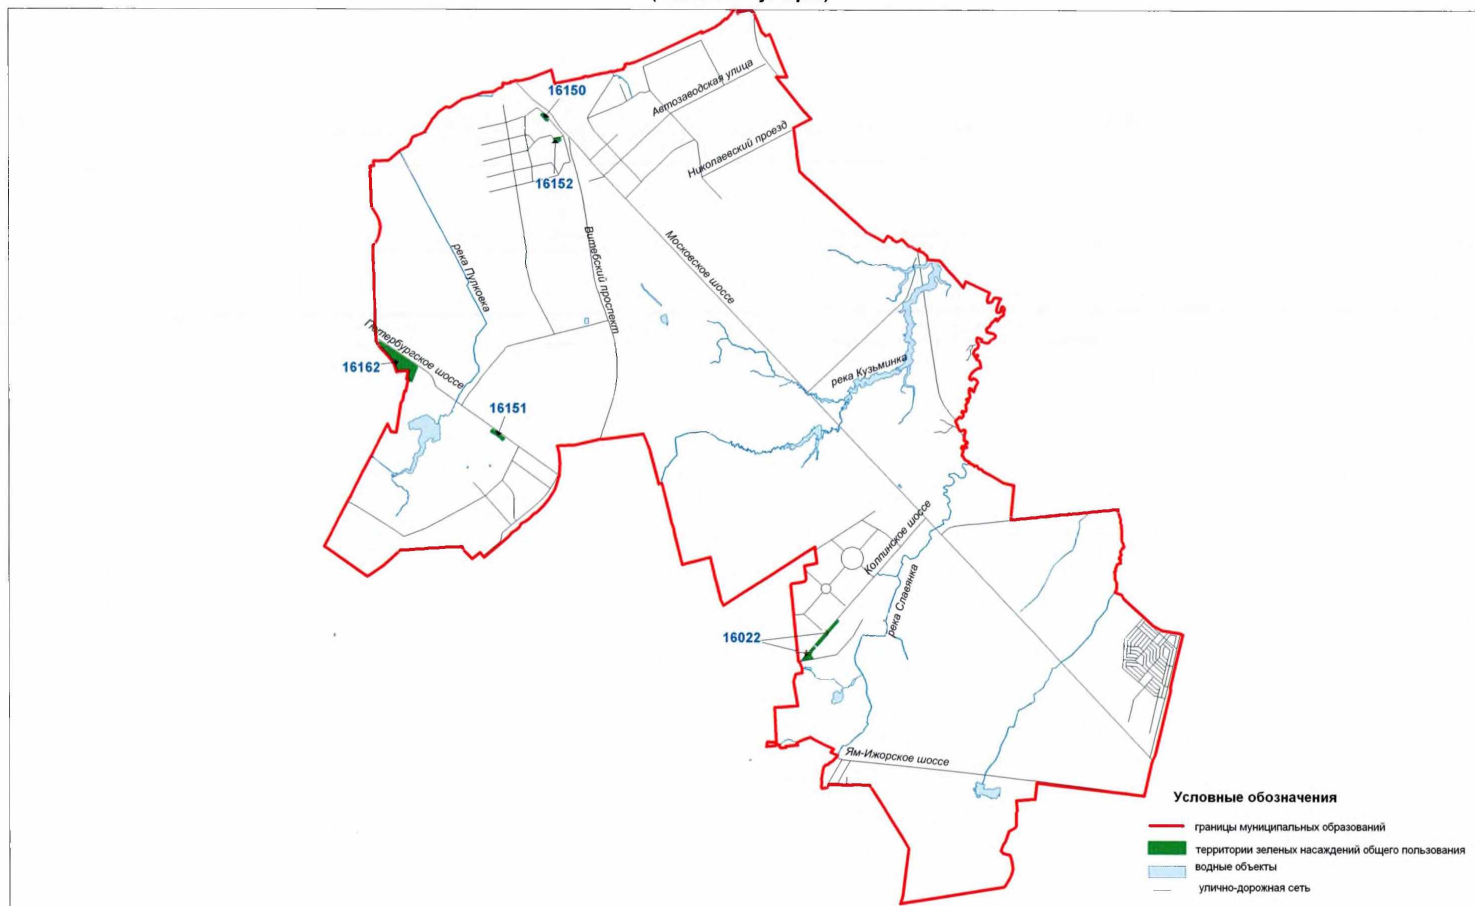 16150
Автозаводская улица
Николаевский проезд
16152
Московское шоссе
Витебский проспект
река Пулковка
Петербургское шоссе
16162
река Кузьминка
16151
Колпинское шоссе
река Славянка
16022
Ям-Ижорское шоссе
Условные обозначения
границы муниципальных образований
территории зеленых насаждений общего пользования
водные объекты
улично-дорожная сеть